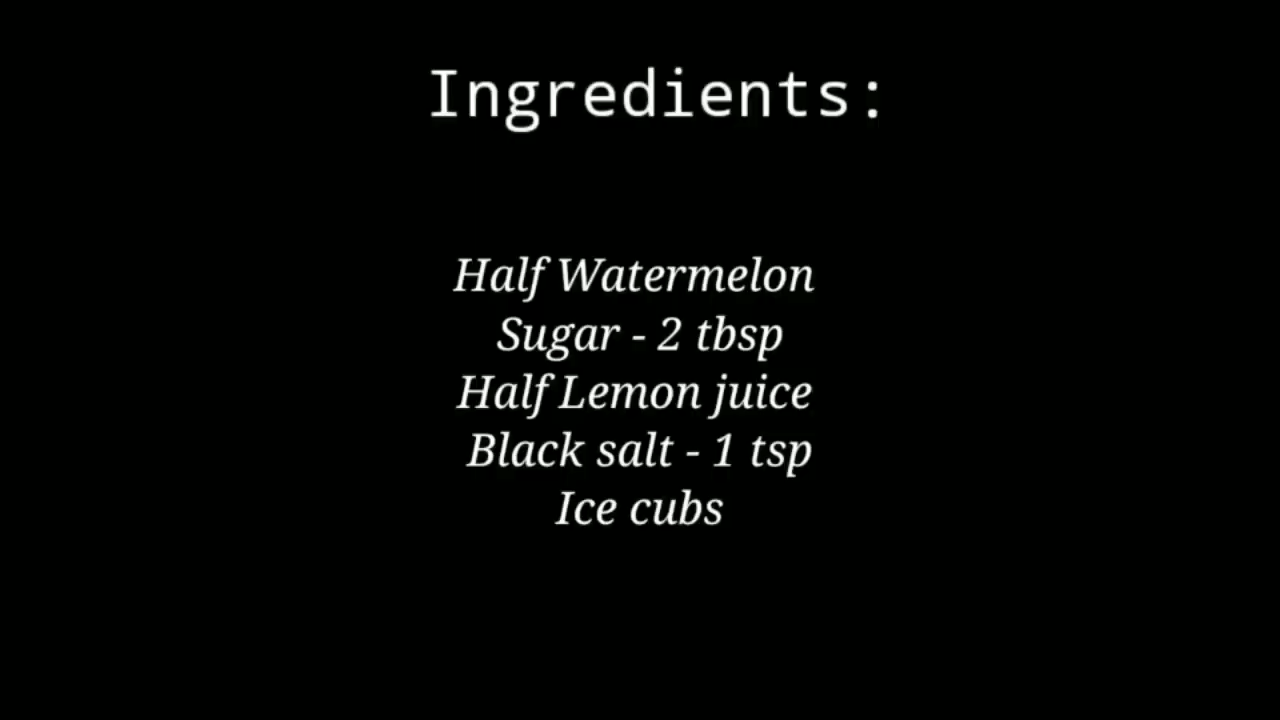 Ingredients:
Half Watermelon
Sugar - 2 tbsp
Half Lemon juice
Black salt - 1 tsp
Ice cubs